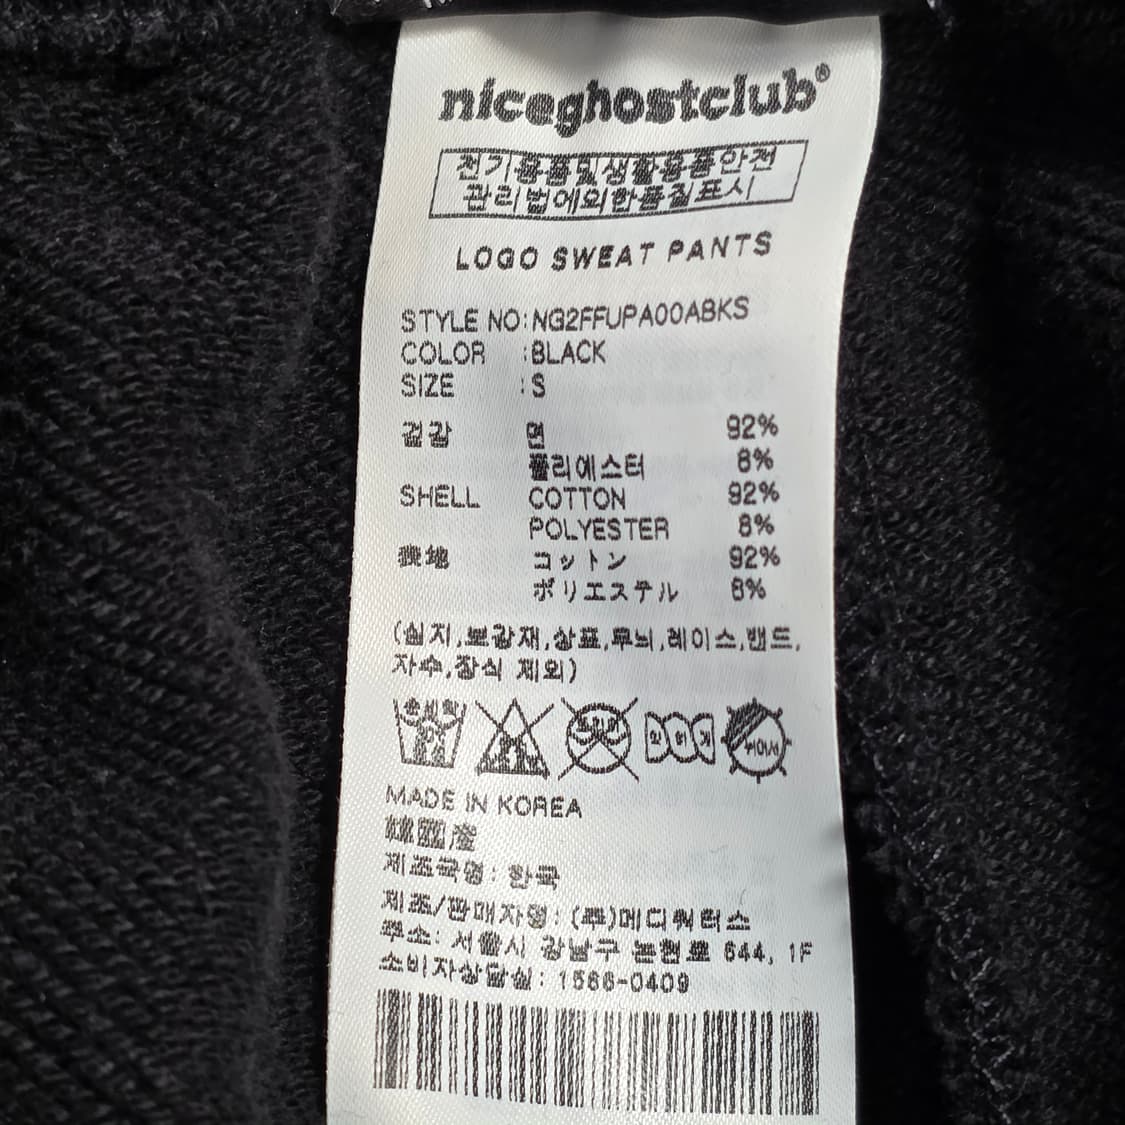 niceghostclub®
전기용품및생활용품안전
관리법에의한품질표시
LOGO SWEAT PANTS
STYLE NO:NG2FFUPA00ABKS
COLOR :BLACK
SIZE :S
겉감 면 92%
폴리에스터 8%
SHELL COTTON 92%
POLYESTER 8%
表地 コットン 92%
ポリエステル 8%
(심지,보강재,상표,무늬,레이스,밴드,
자수,장식 제외)
MADE IN KOREA
韓国産
제조국명: 한국
제조/판매자명: (주)메디쿼터스
주소: 서울시 강남구 논현로 644, 1F
소비자상담실: 1566-0409